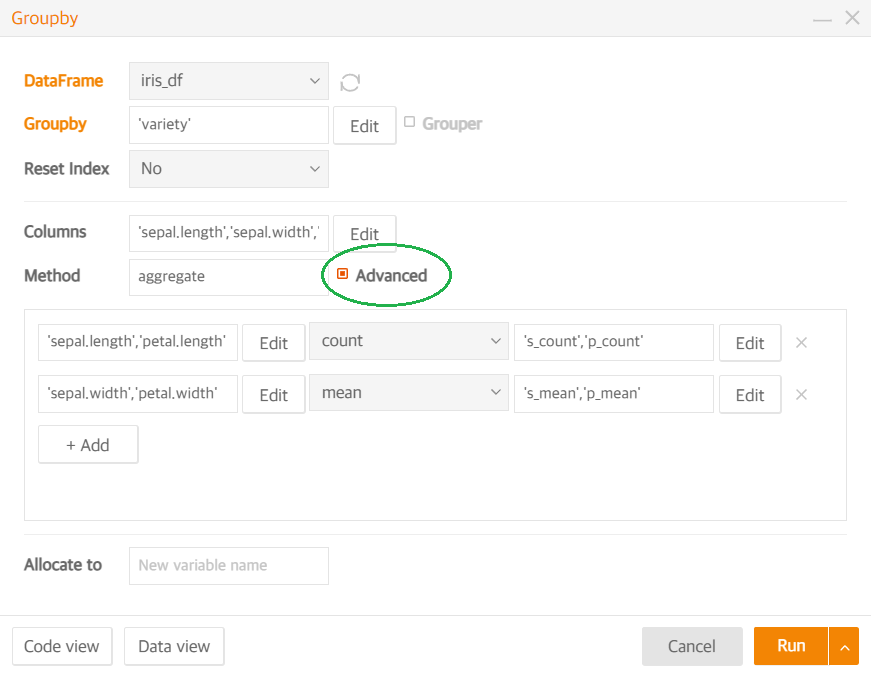 Groupby
DataFrame iris_df
Groupby 'variety' Edit Grouper
Reset Index No
Columns 'sepal.length','sepal.width',' Edit
Method aggregate Advanced
'sepal.length','petal.length' Edit count 's_count','p_count' Edit
'sepal.width','petal.width' Edit mean 's_mean','p_mean' Edit
+ Add
Allocate to New variable name
Code view Data view Cancel Run